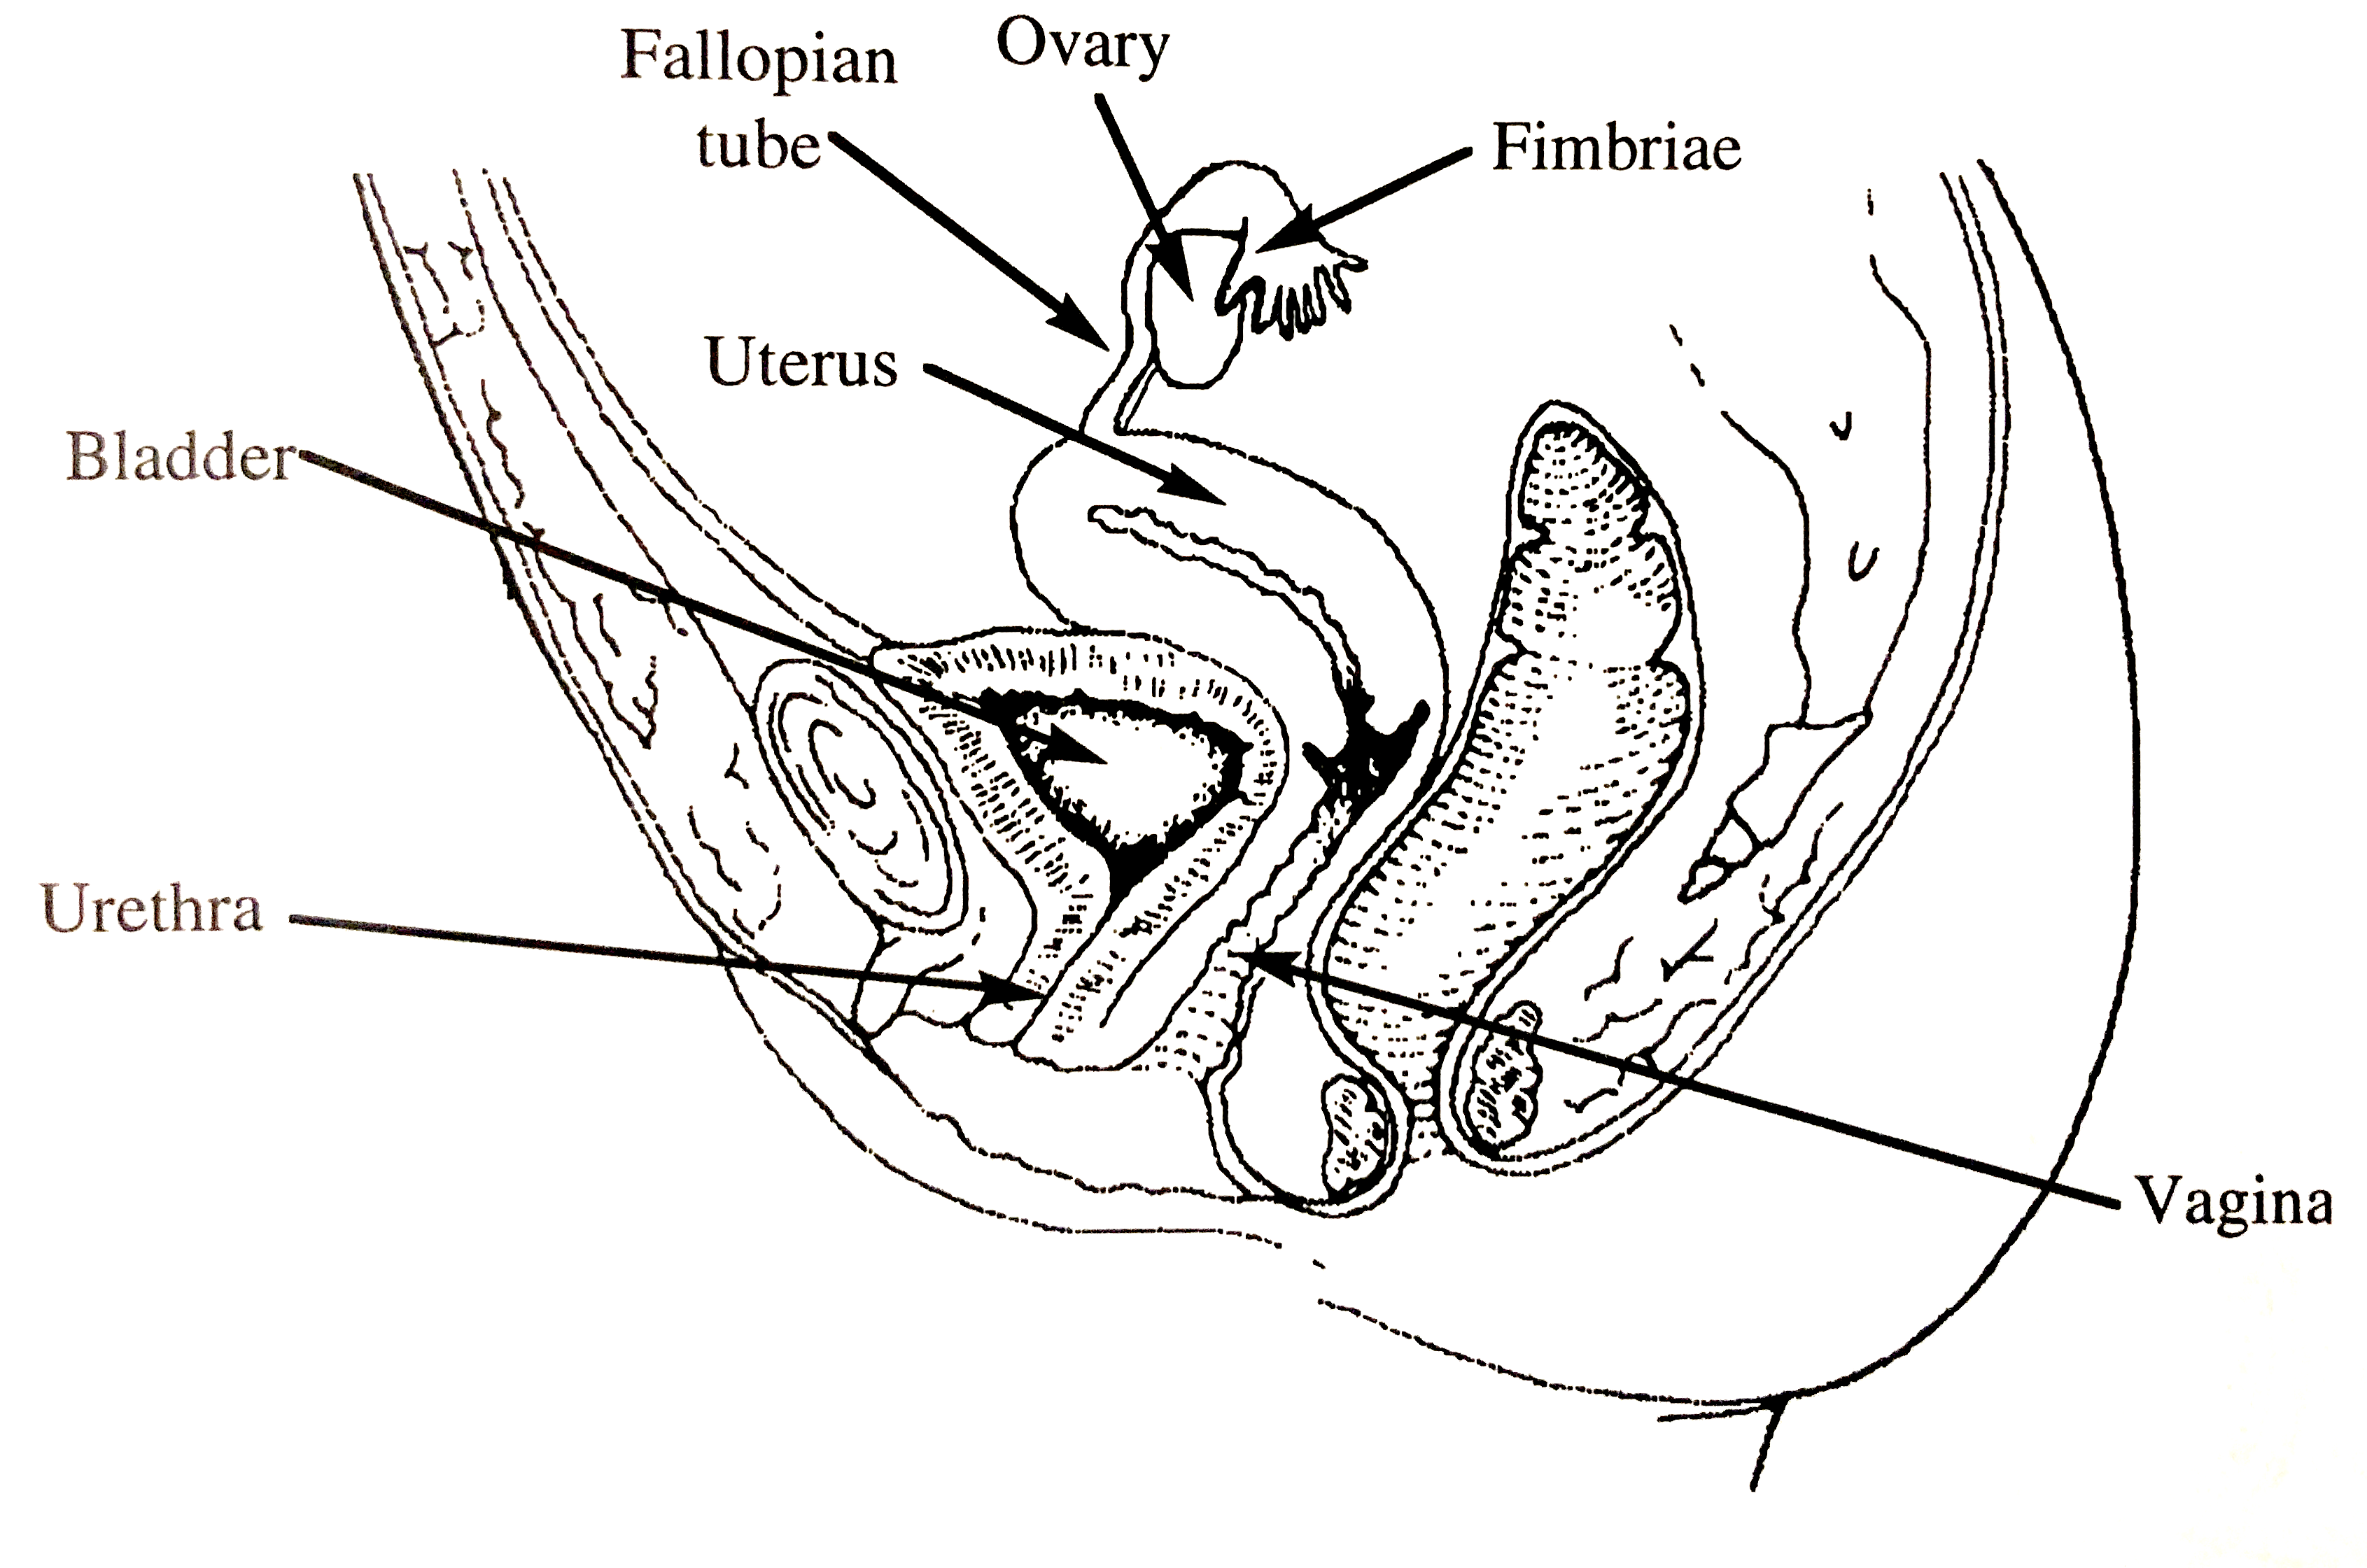 Fallopian
tube
Ovary
Fimbriae
Uterus
Bladder
Urethra
Vagina